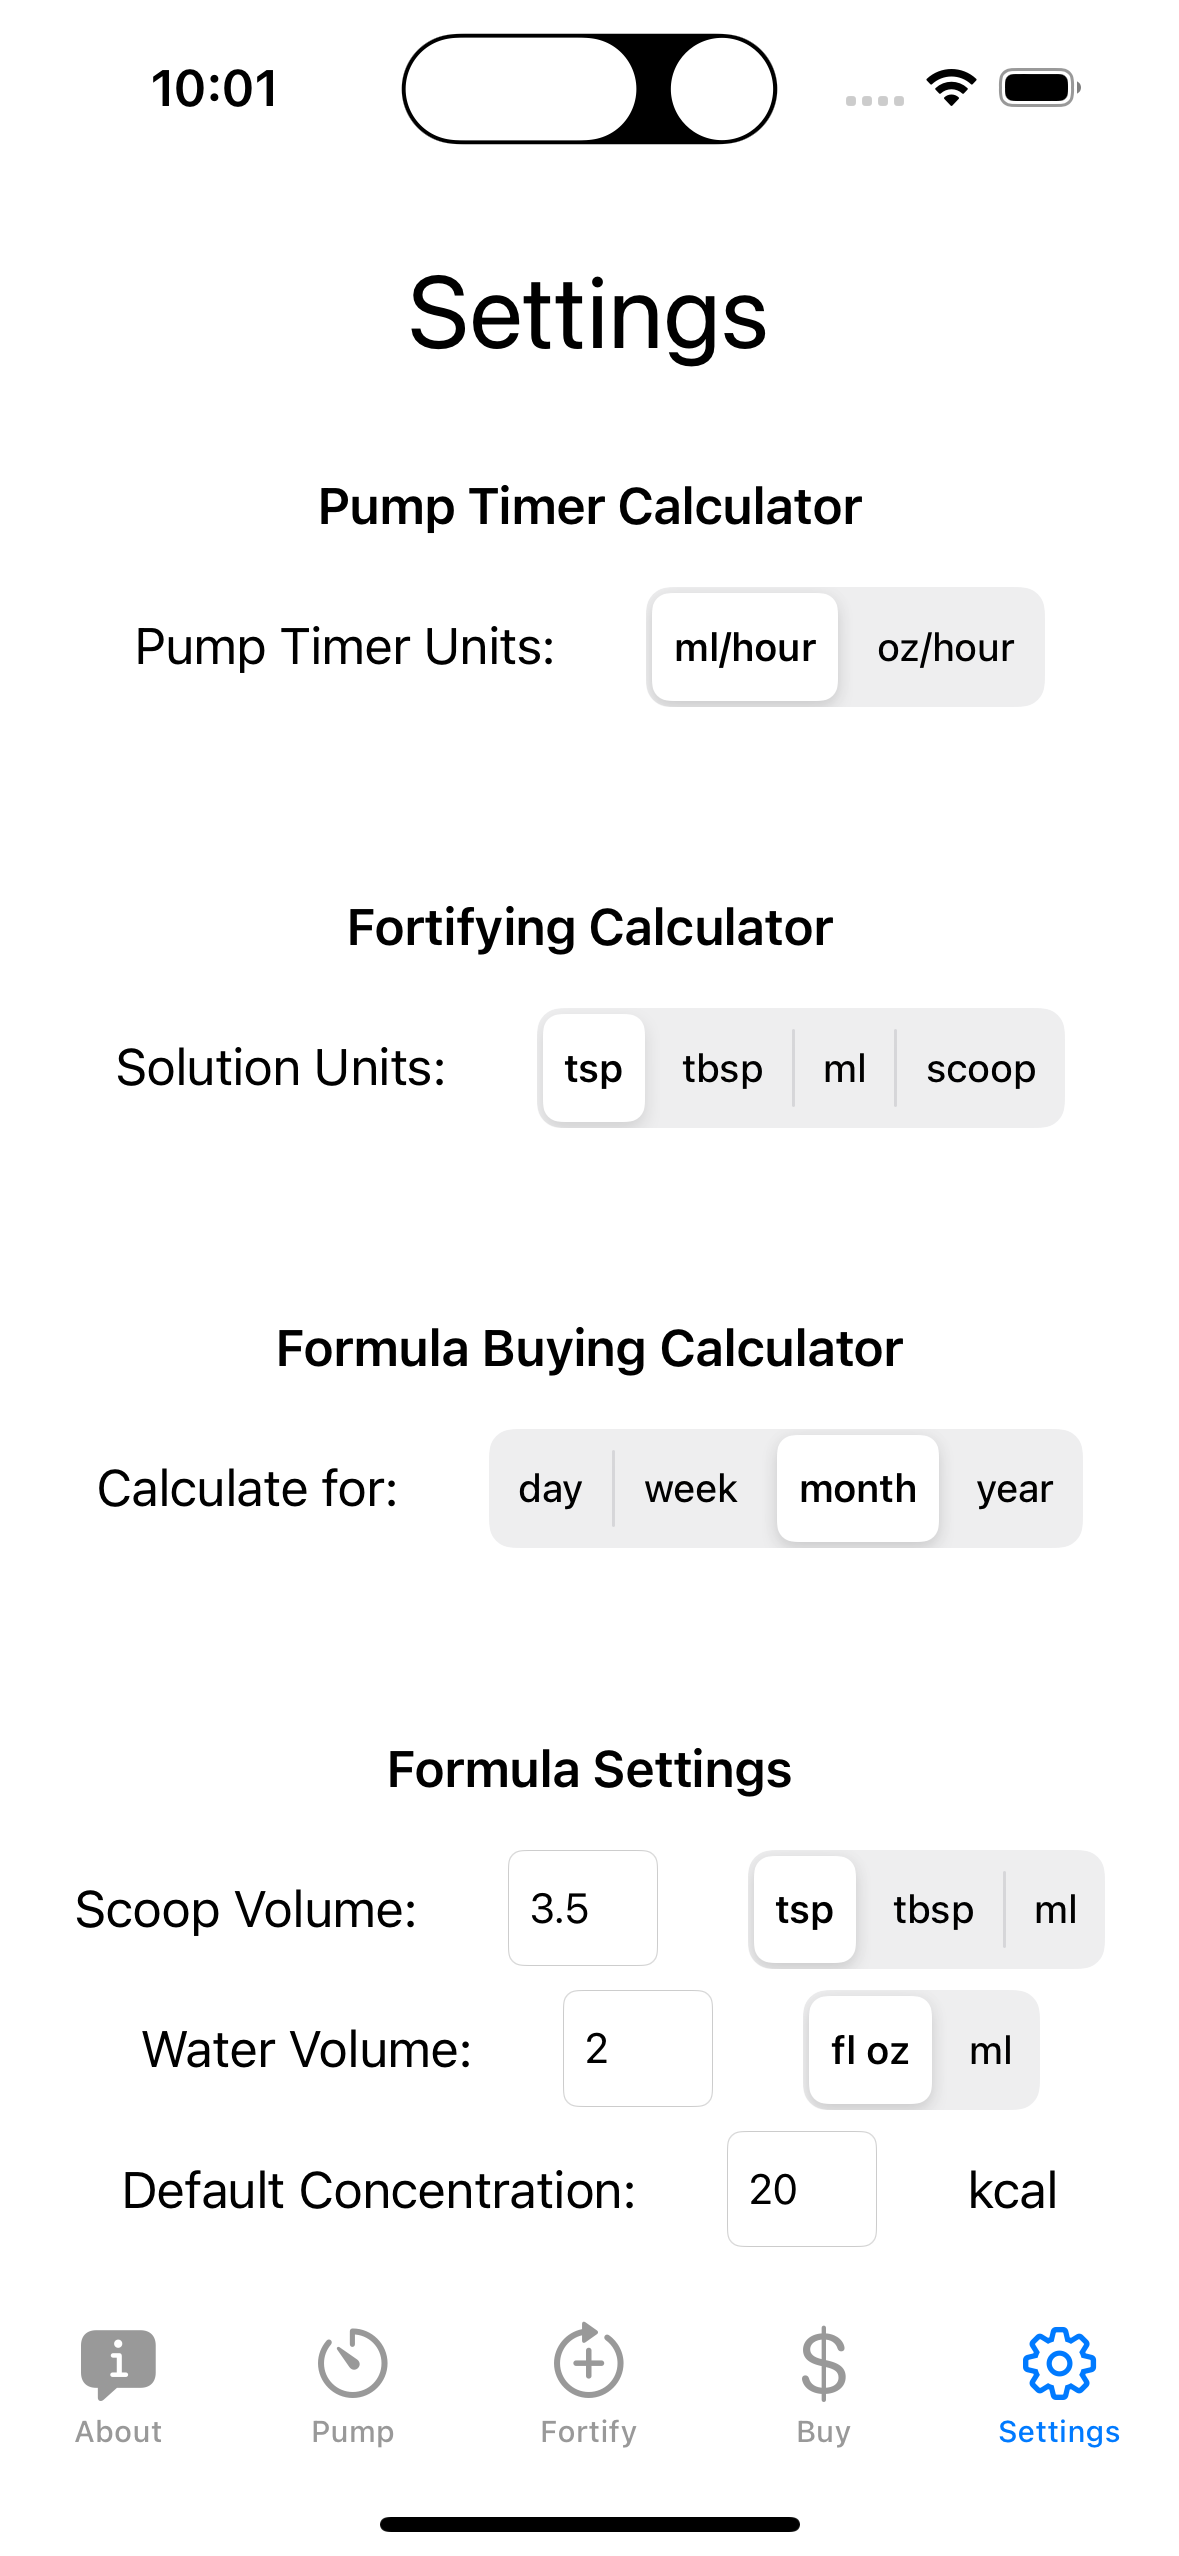 10:01
Settings
Pump Timer Calculator
Pump Timer Units: ml/hour oz/hour
Fortifying Calculator
Solution Units: tsp tbsp ml scoop
Formula Buying Calculator
Calculate for: day week month year
Formula Settings
Scoop Volume: 3.5 tsp tbsp ml
Water Volume: 2 fl oz ml
Default Concentration: 20 kcal
About Pump Fortify Buy Settings